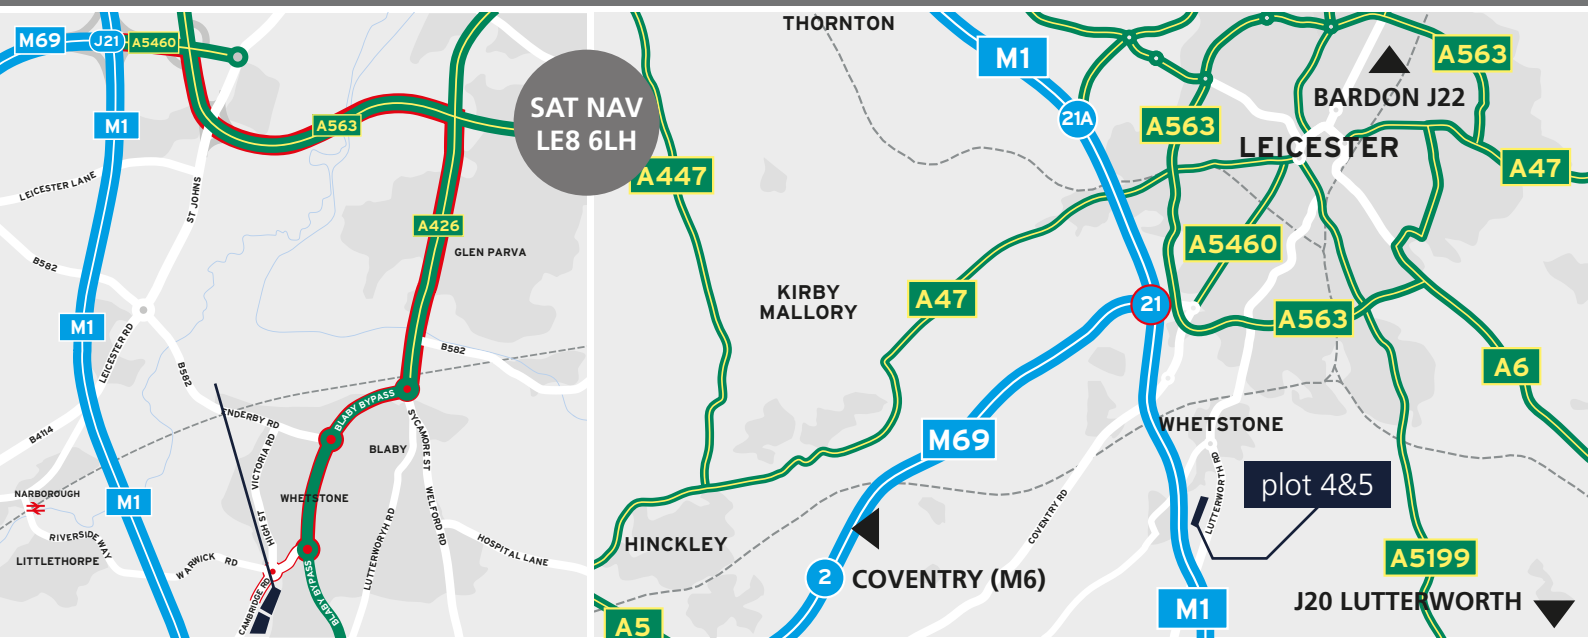 M69
J21
A5460
M1
A563
SAT NAV
LE8 6LH
LEICESTER LANE
ST JOHNS
A426
GLEN PARVA
B582
M1
LEICESTER RD
B582
B582
ENDERBY RD
BLABY BYPASS
SYCAMORE ST
BLABY
B4114
VICTORIA RD
WHETSTONE
M1
NARBOROUGH
RIVERSIDE WAY
LITTLETHORPE
HIGH ST
WARWICK RD
LUTTERWORYH RD
WELFORD RD
HOSPITAL LANE
CAMBRIDGE RD
BLABY BYPASS
THORNTON
M1
A563
21A
A563
BARDON J22
LEICESTER
A447
A47
A5460
KIRBY
MALLORY
A47
21
A563
A6
M69
WHETSTONE
LUTTERWORTH RD
plot 4&5
COVENTRY RD
HINCKLEY
2
COVENTRY (M6)
A5199
M1
J20 LUTTERWORTH
A5